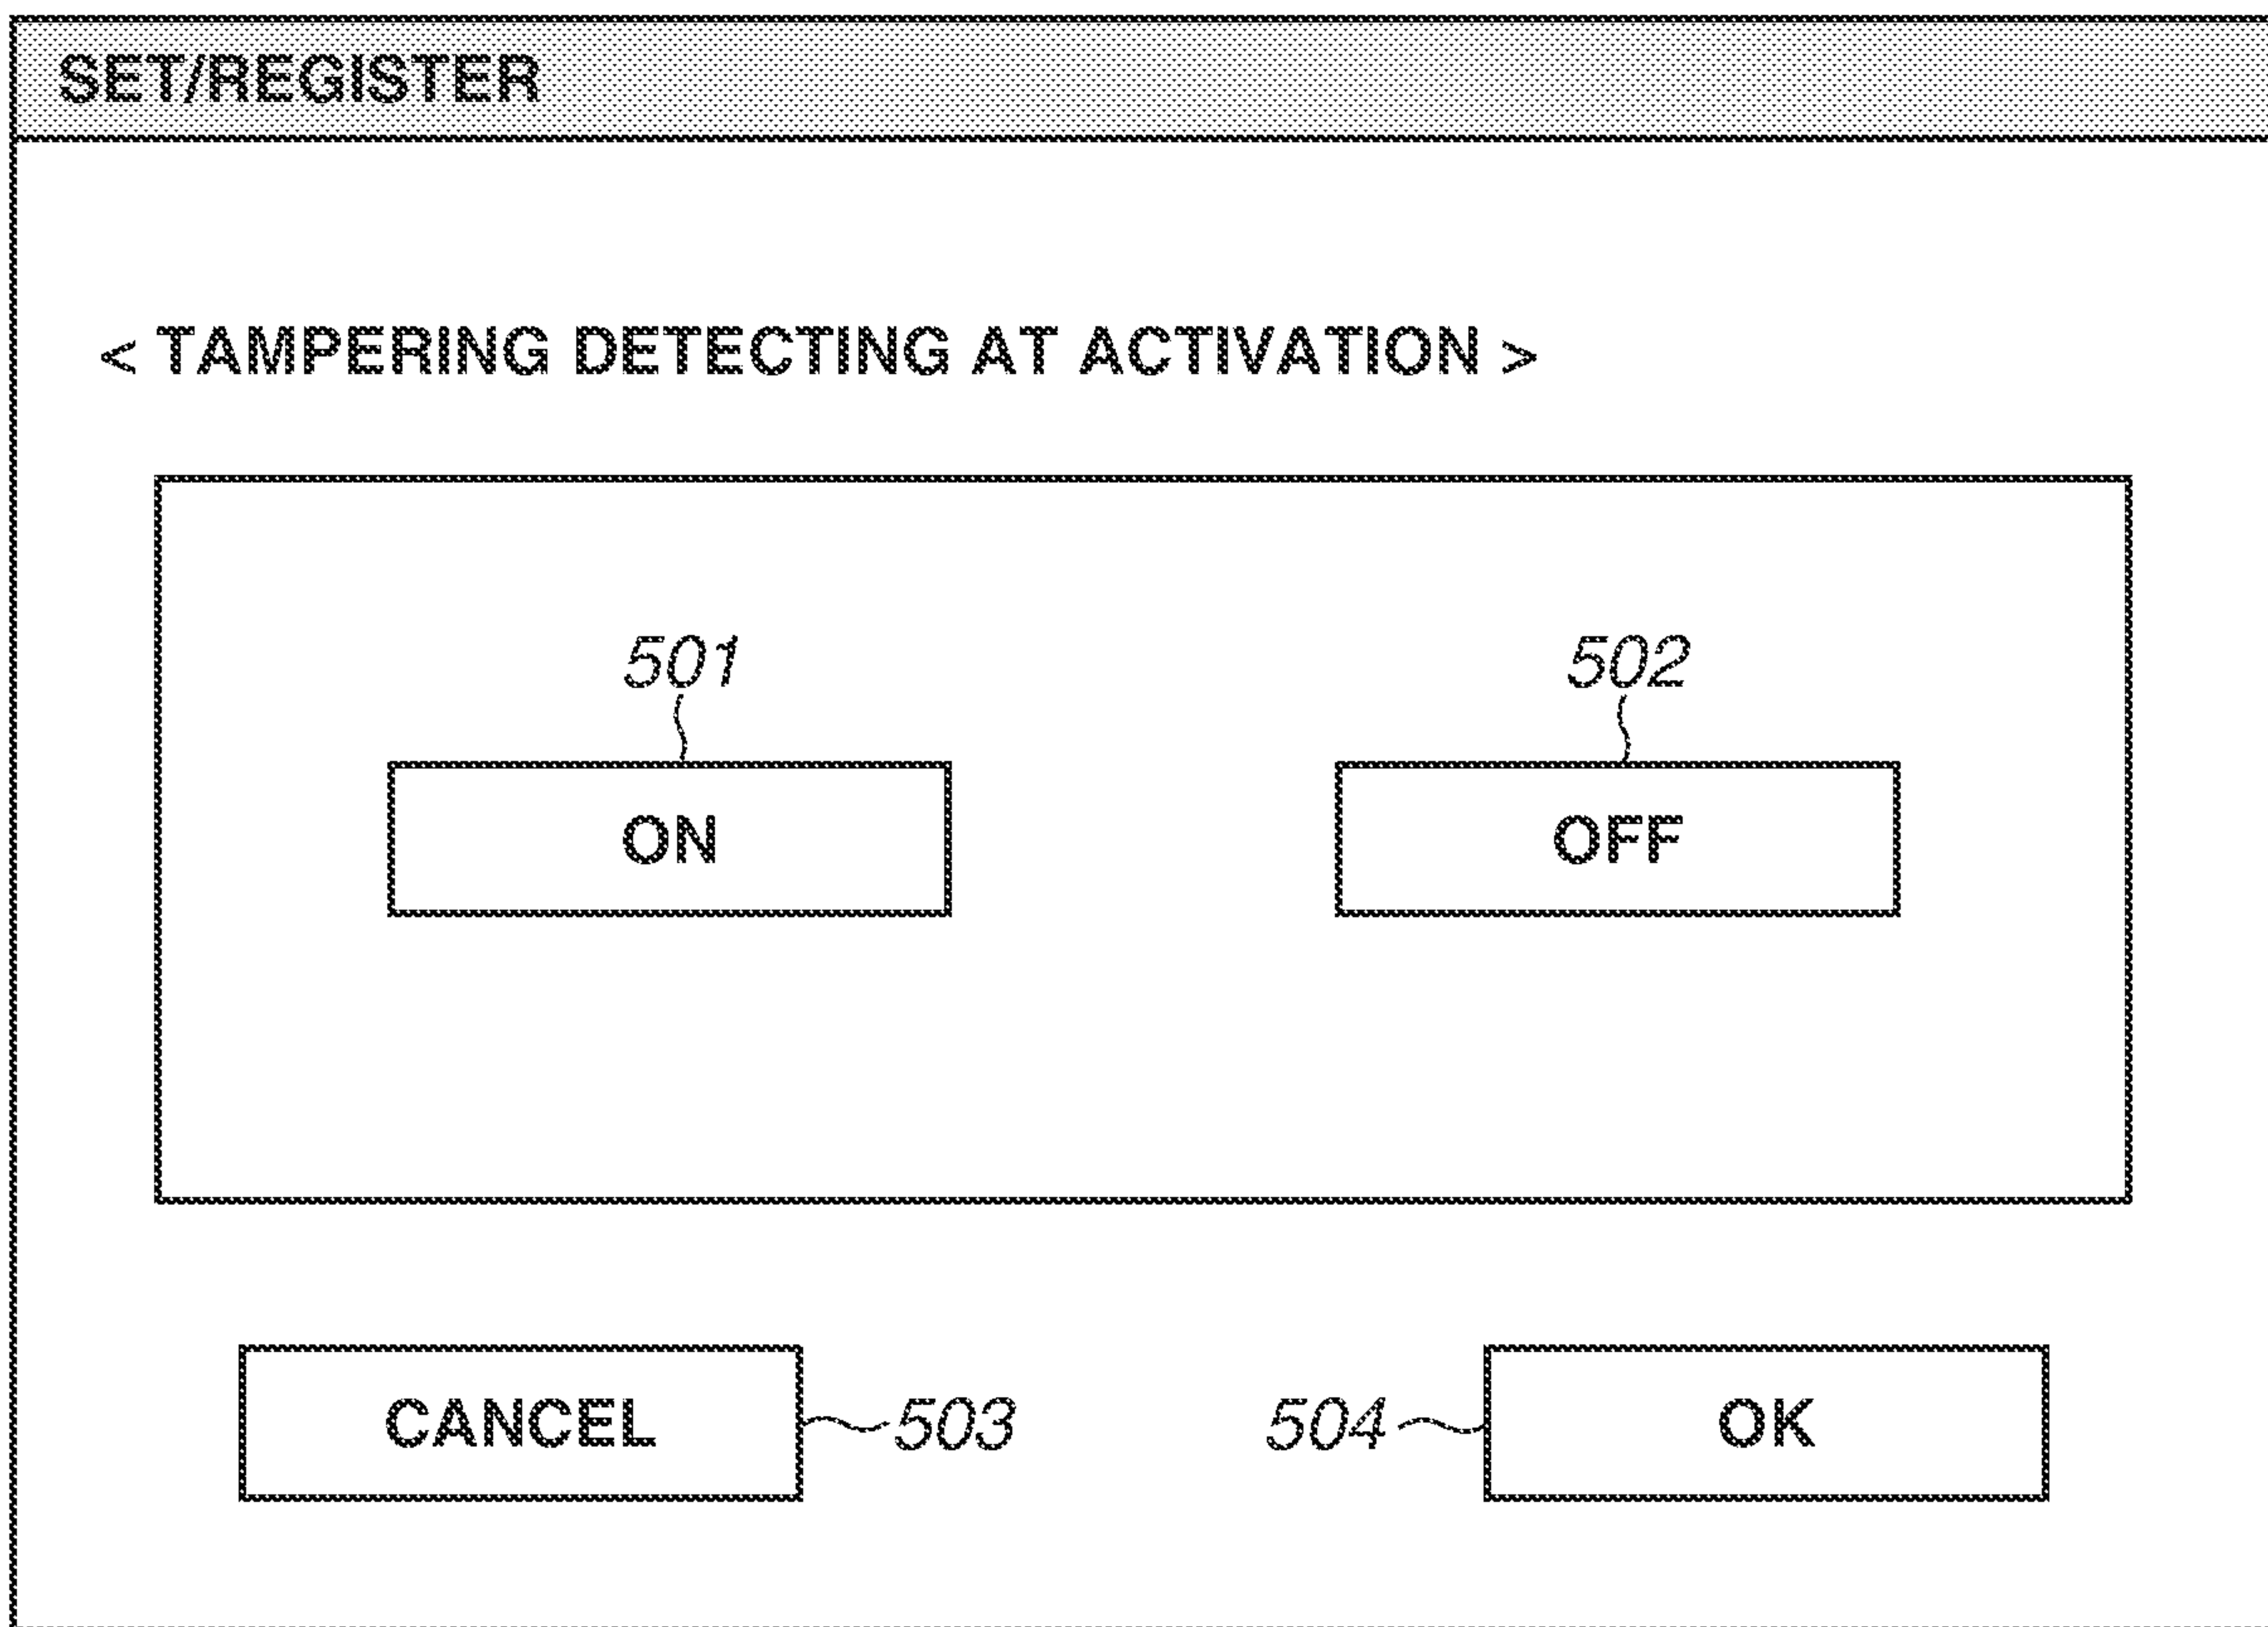 SET/REGISTER
< TAMPERING DETECTING AT ACTIVATION >
501 502
ON OFF
CANCEL 503 504 OK